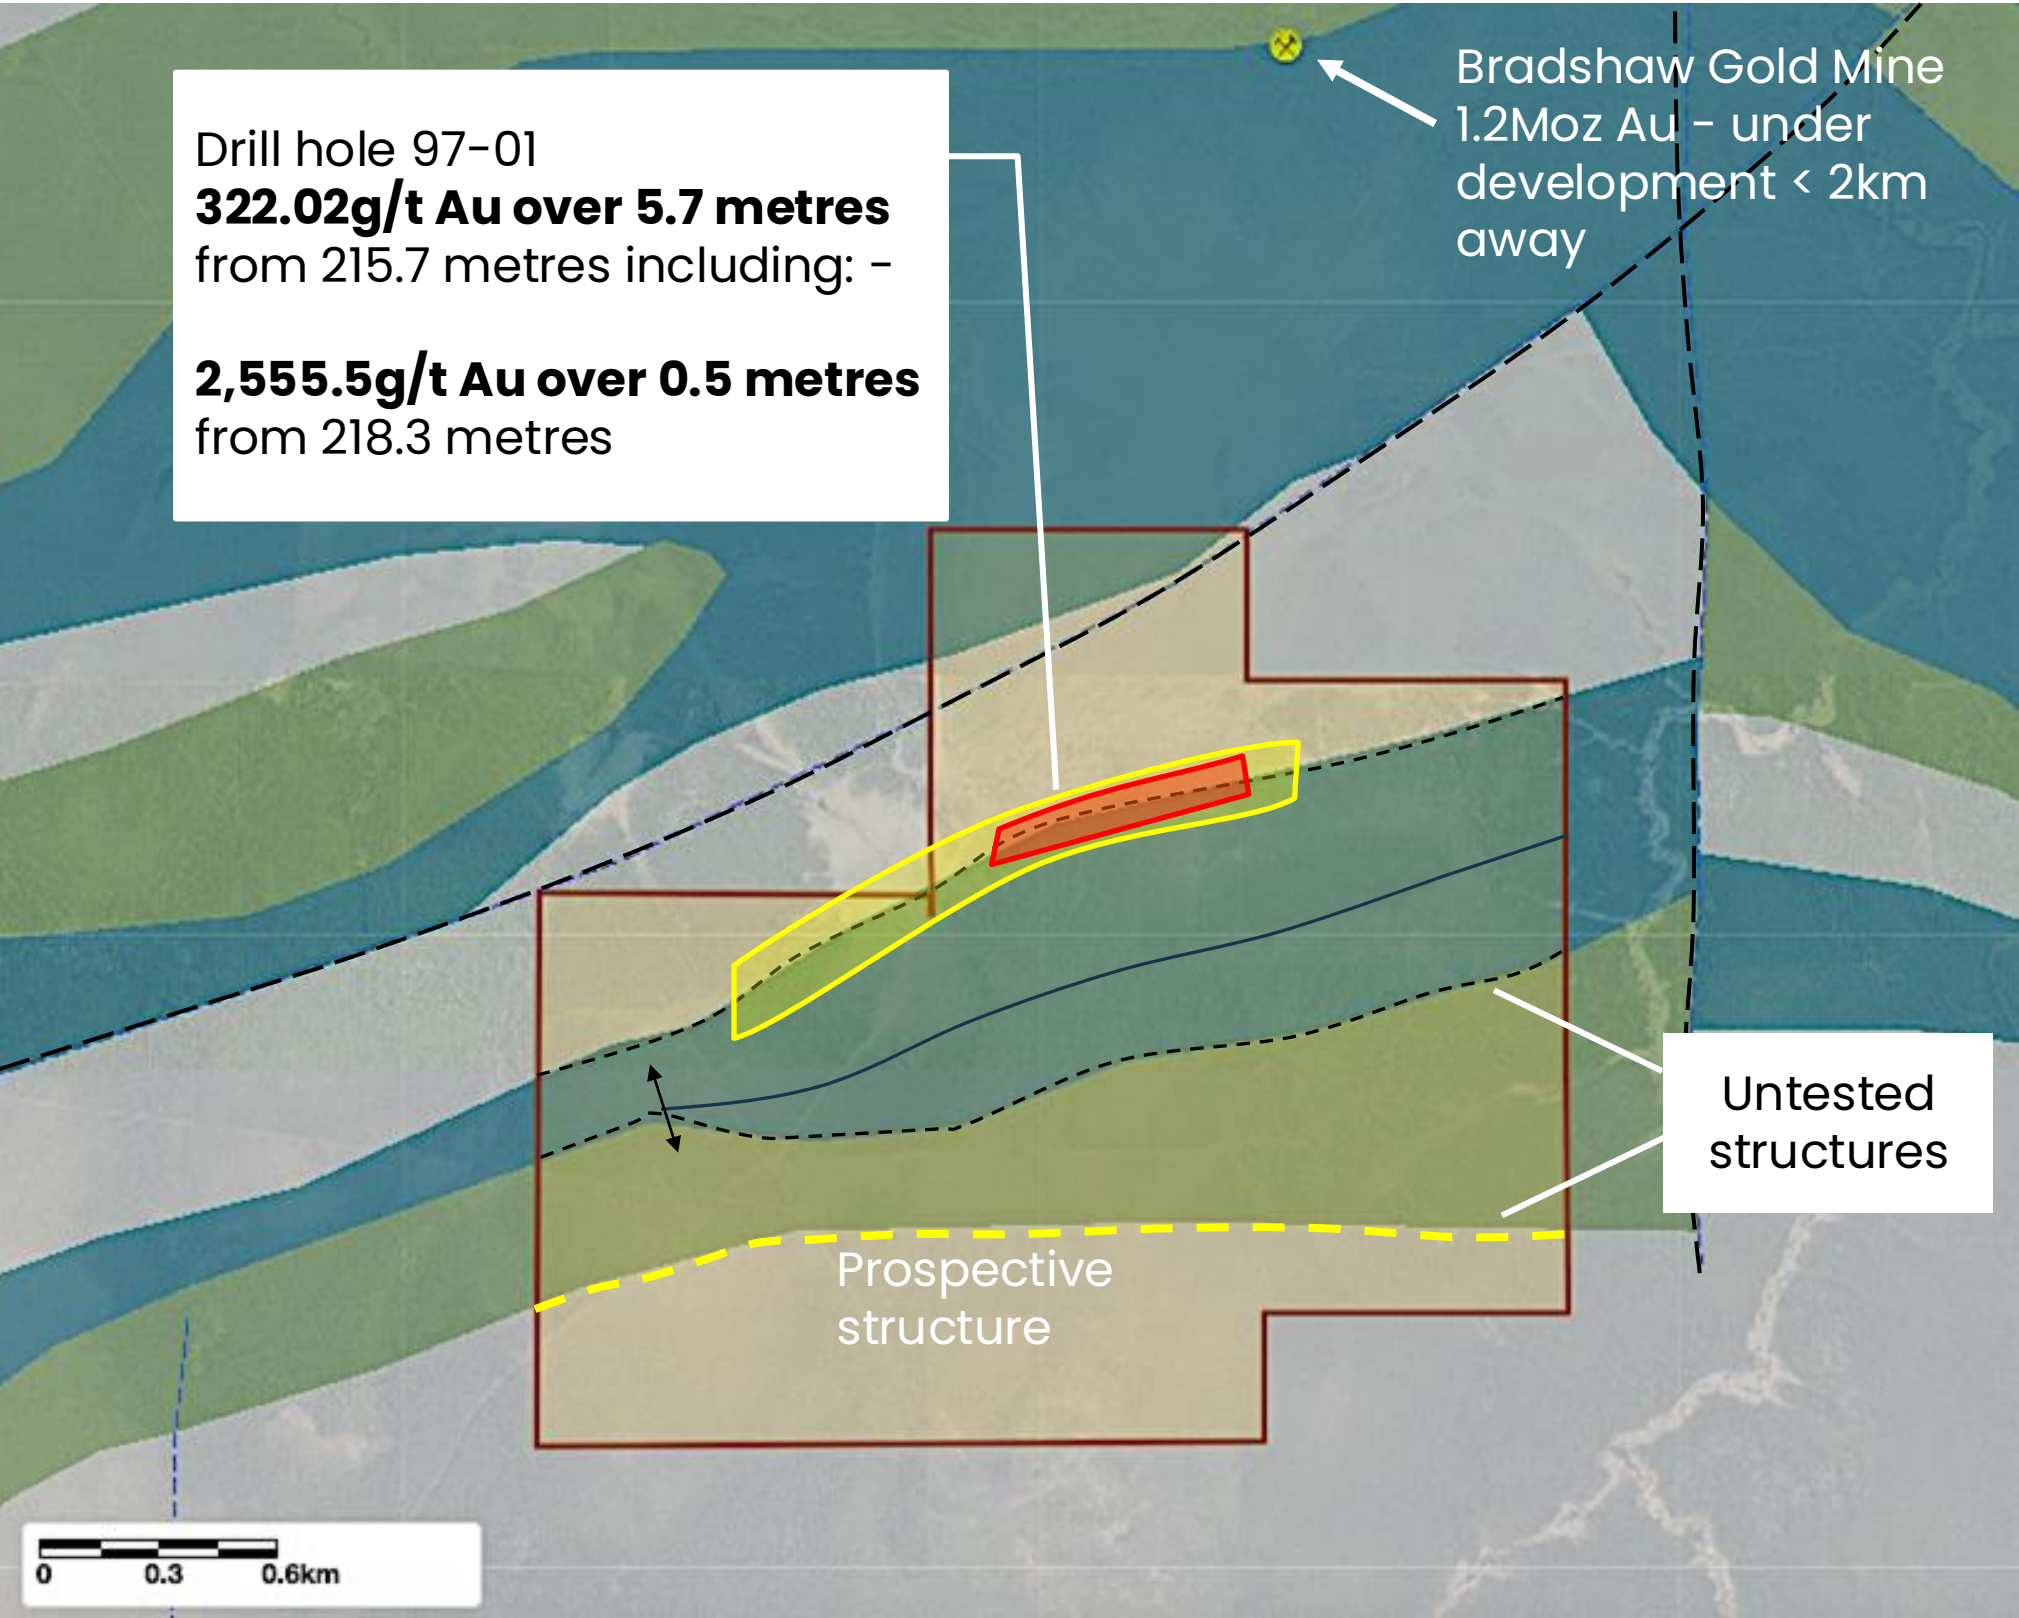 Bradshaw Gold Mine
1.2Moz Au - under
development < 2km
away
Drill hole 97-01
322.02g/t Au over 5.7 metres
from 215.7 metres including: -
2,555.5g/t Au over 0.5 metres
from 218.3 metres
Untested
structures
Prospective
structure
0 0.3 0.6km